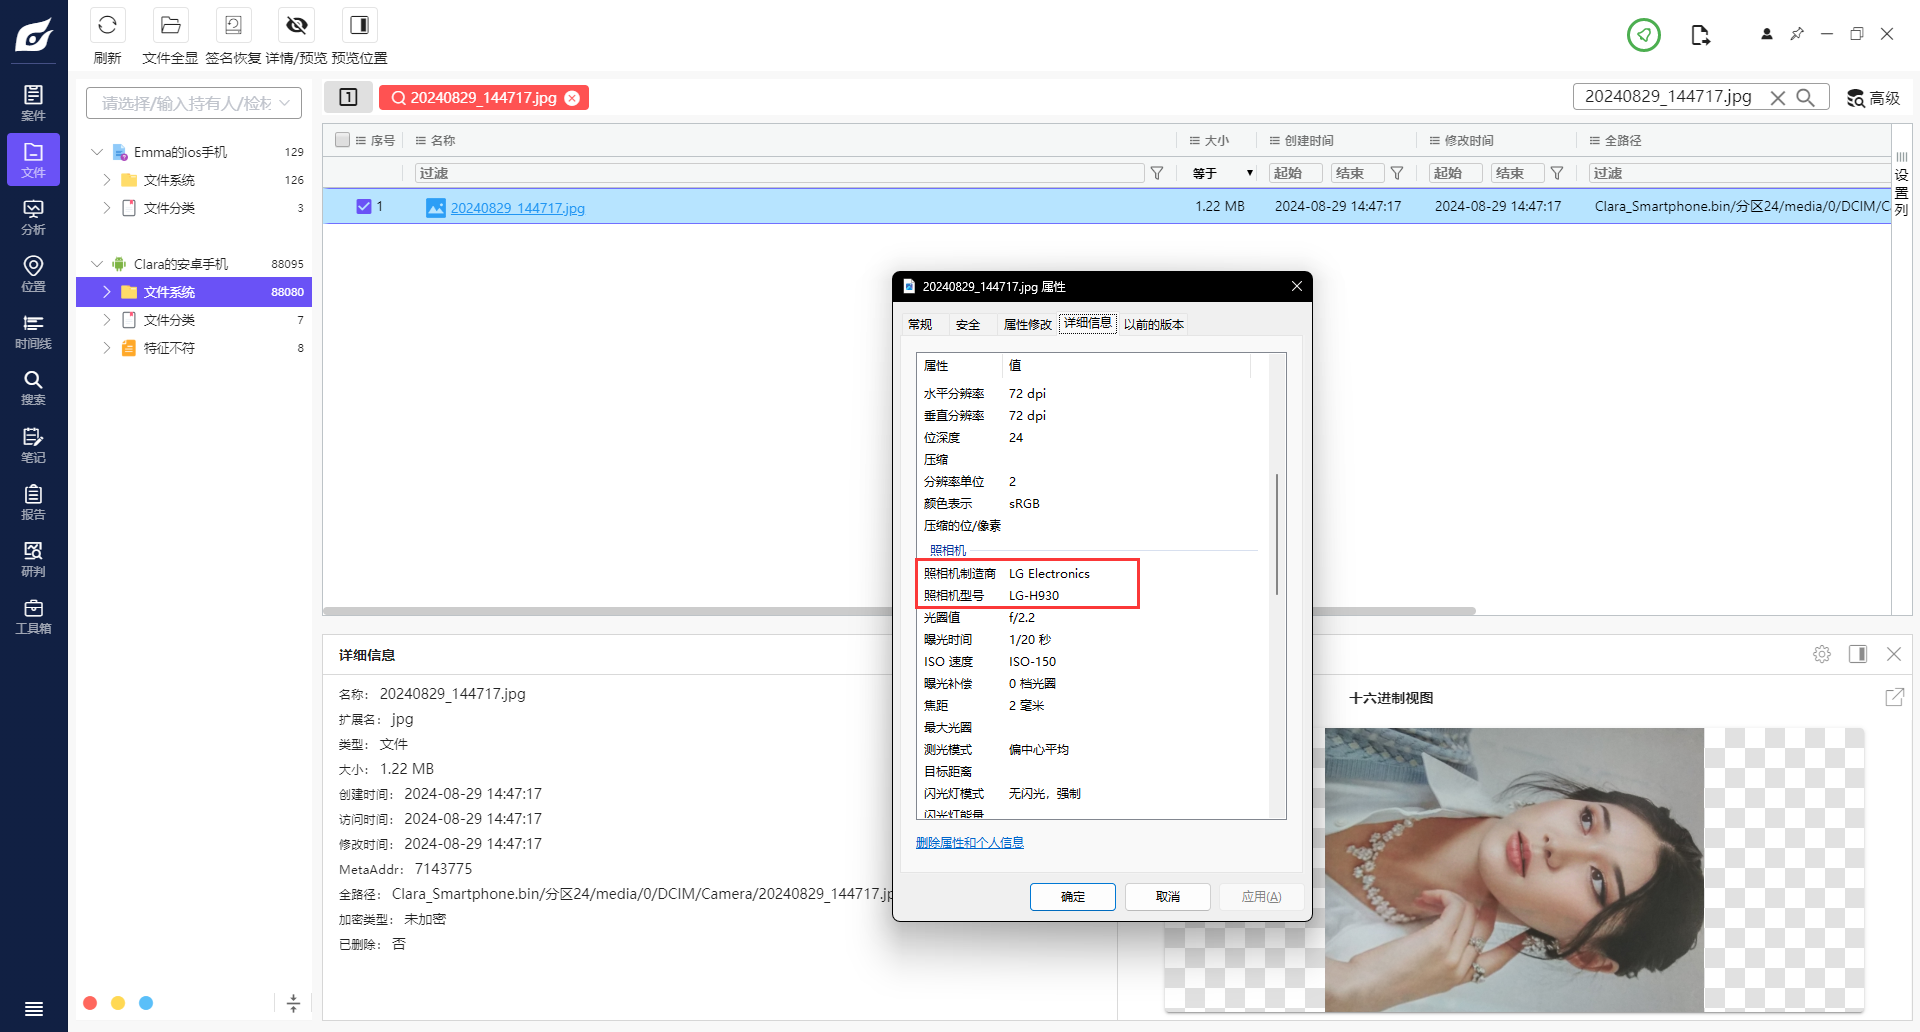 刷新
文件全显
签名恢复
详情/预览
预览位置
案件
文件
分析
位置
时间线
搜索
笔记
报告
研判
工具箱
请选择/输入持有人/检材
Emma的ios手机 129
文件系统 126
文件分类 3
Clara的安卓手机 88095
文件系统 88080
文件分类 7
特征不符 8
1
20240829_144717.jpg
20240829_144717.jpg
高级
序号 名称 大小 创建时间 修改时间 全路径
过滤 等于 起始 结束 起始 结束 过滤
设置列
1 20240829_144717.jpg 1.22 MB 2024-08-29 14:47:17 2024-08-29 14:47:17 Clara_Smartphone.bin/分区24/media/0/DCIM/C
20240829_144717.jpg 属性
常规 安全 属性修改 详细信息 以前的版本
属性 值
水平分辨率 72 dpi
垂直分辨率 72 dpi
位深度 24
压缩
分辨率单位 2
颜色表示 sRGB
压缩的位/像素
照相机
照相机制造商 LG Electronics
照相机型号 LG-H930
光圈值 f/2.2
曝光时间 1/20 秒
ISO 速度 ISO-150
曝光补偿 0 档光圈
焦距 2 毫米
最大光圈
测光模式 偏中心平均
目标距离
闪光灯模式 无闪光，强制
闪光灯能量
删除属性和个人信息
确定 取消 应用(A)
详细信息
名称： 20240829_144717.jpg
扩展名： jpg
类型： 文件
大小： 1.22 MB
创建时间： 2024-08-29 14:47:17
访问时间： 2024-08-29 14:47:17
修改时间： 2024-08-29 14:47:17
MetaAddr： 7143775
全路径： Clara_Smartphone.bin/分区24/media/0/DCIM/Camera/20240829_144717.jp
加密类型： 未加密
已删除： 否
十六进制视图